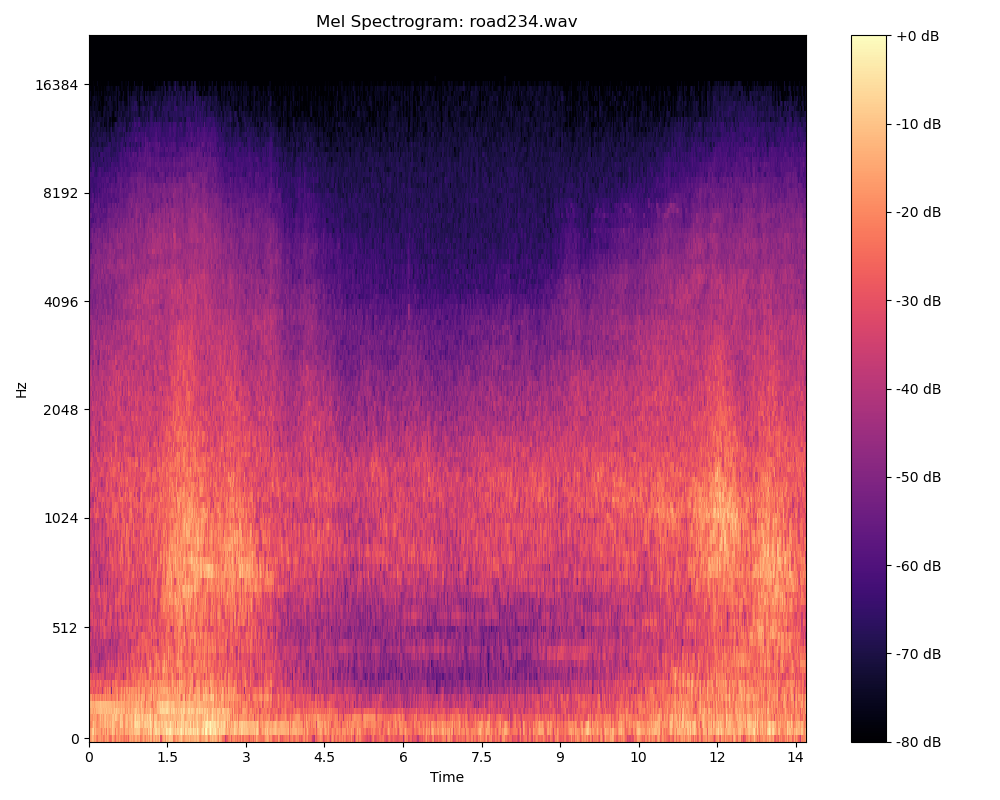 Mel Spectrogram: road234.wav
+0 dB
16384
-10 dB
8192
-20 dB
4096
-30 dB
Hz
2048
-40 dB
-50 dB
1024
-60 dB
512
-70 dB
0
-80 dB
0 1.5 3 4.5 6 7.5 9 10 12 14
Time